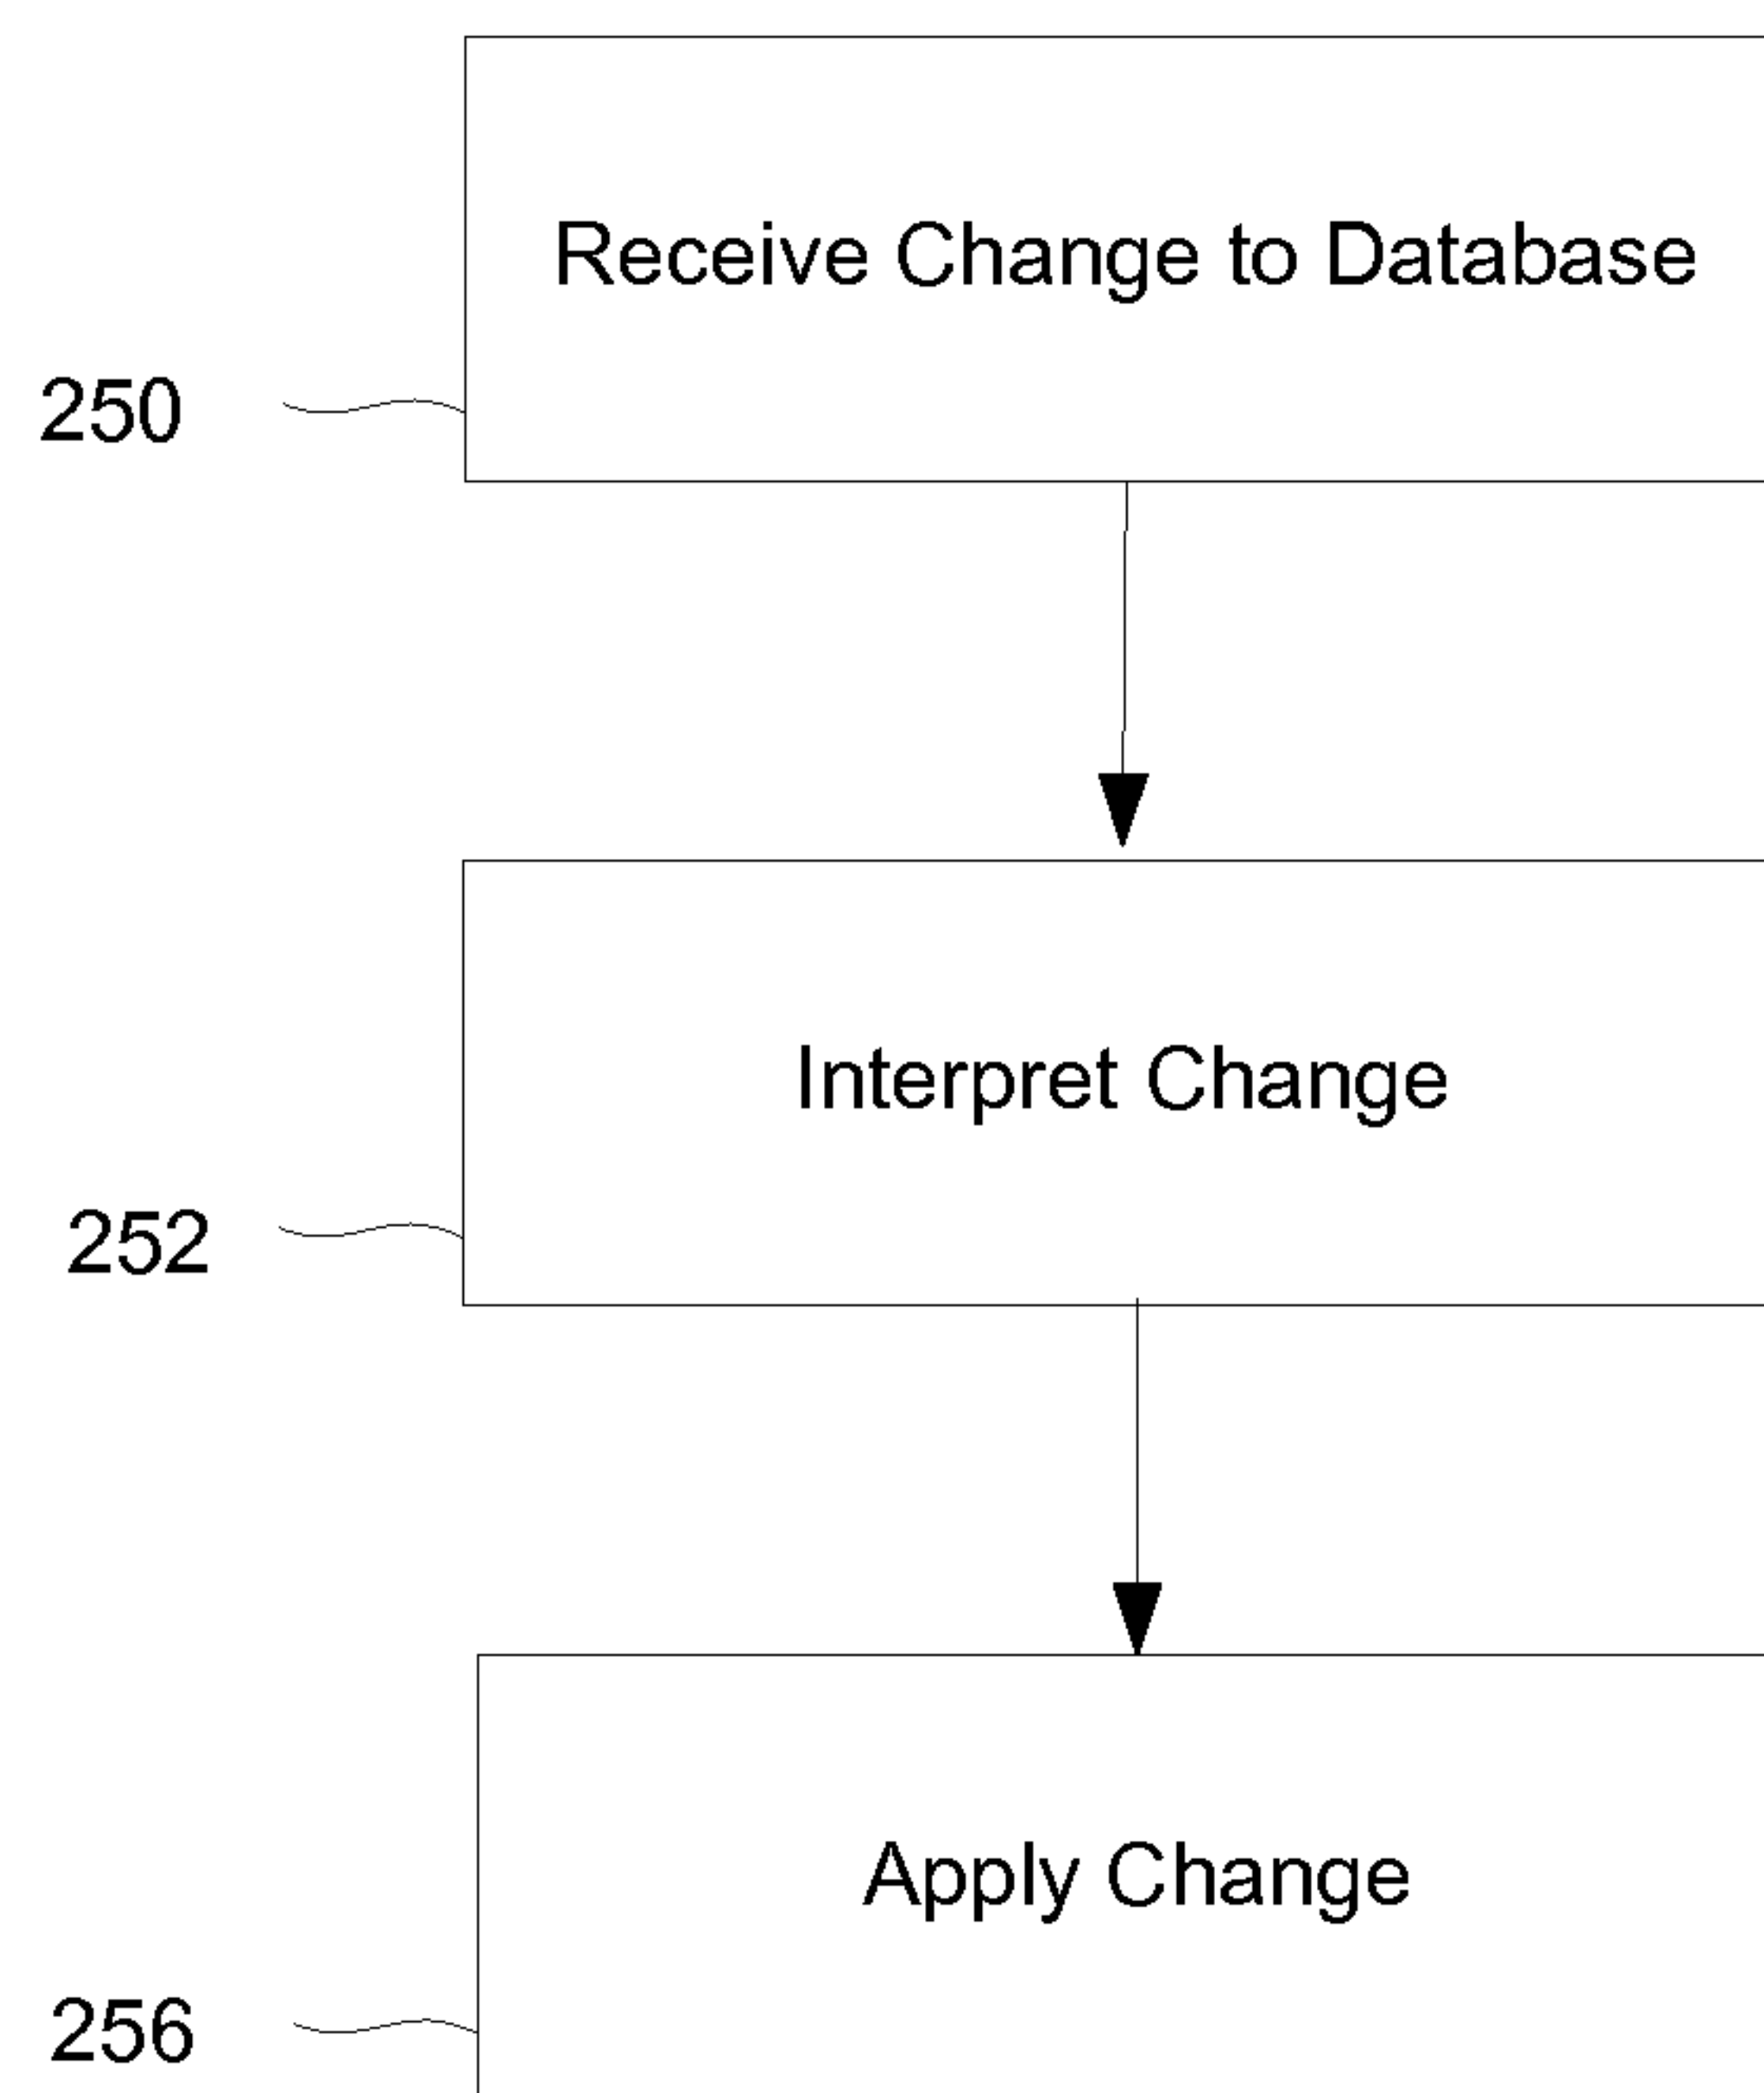 Receive Change to Database
250
Interpret Change
252
Apply Change
256